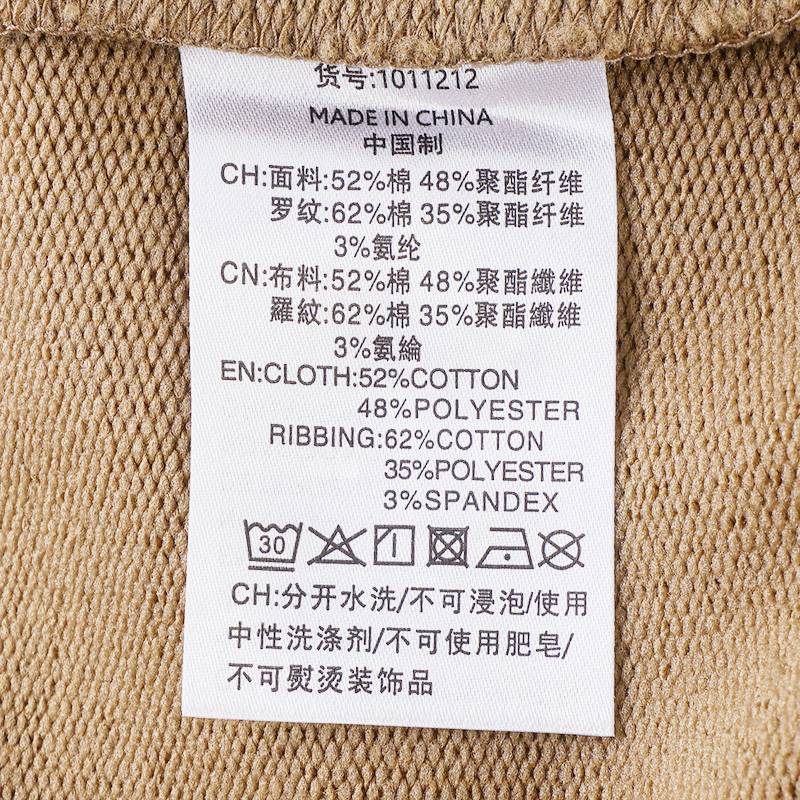 货号:1011212
MADE IN CHINA
中国制
CH:面料:52%棉 48%聚酯纤维
罗纹:62%棉 35%聚酯纤维
3%氨纶
CN:布料:52%棉 48%聚酯纖維
羅紋:62%棉 35%聚酯纖維
3%氨綸
EN:CLOTH:52%COTTON
48%POLYESTER
RIBBING:62%COTTON
35%POLYESTER
3%SPANDEX
30
CH:分开水洗/不可浸泡/使用
中性洗涤剂/不可使用肥皂/
不可熨烫装饰品